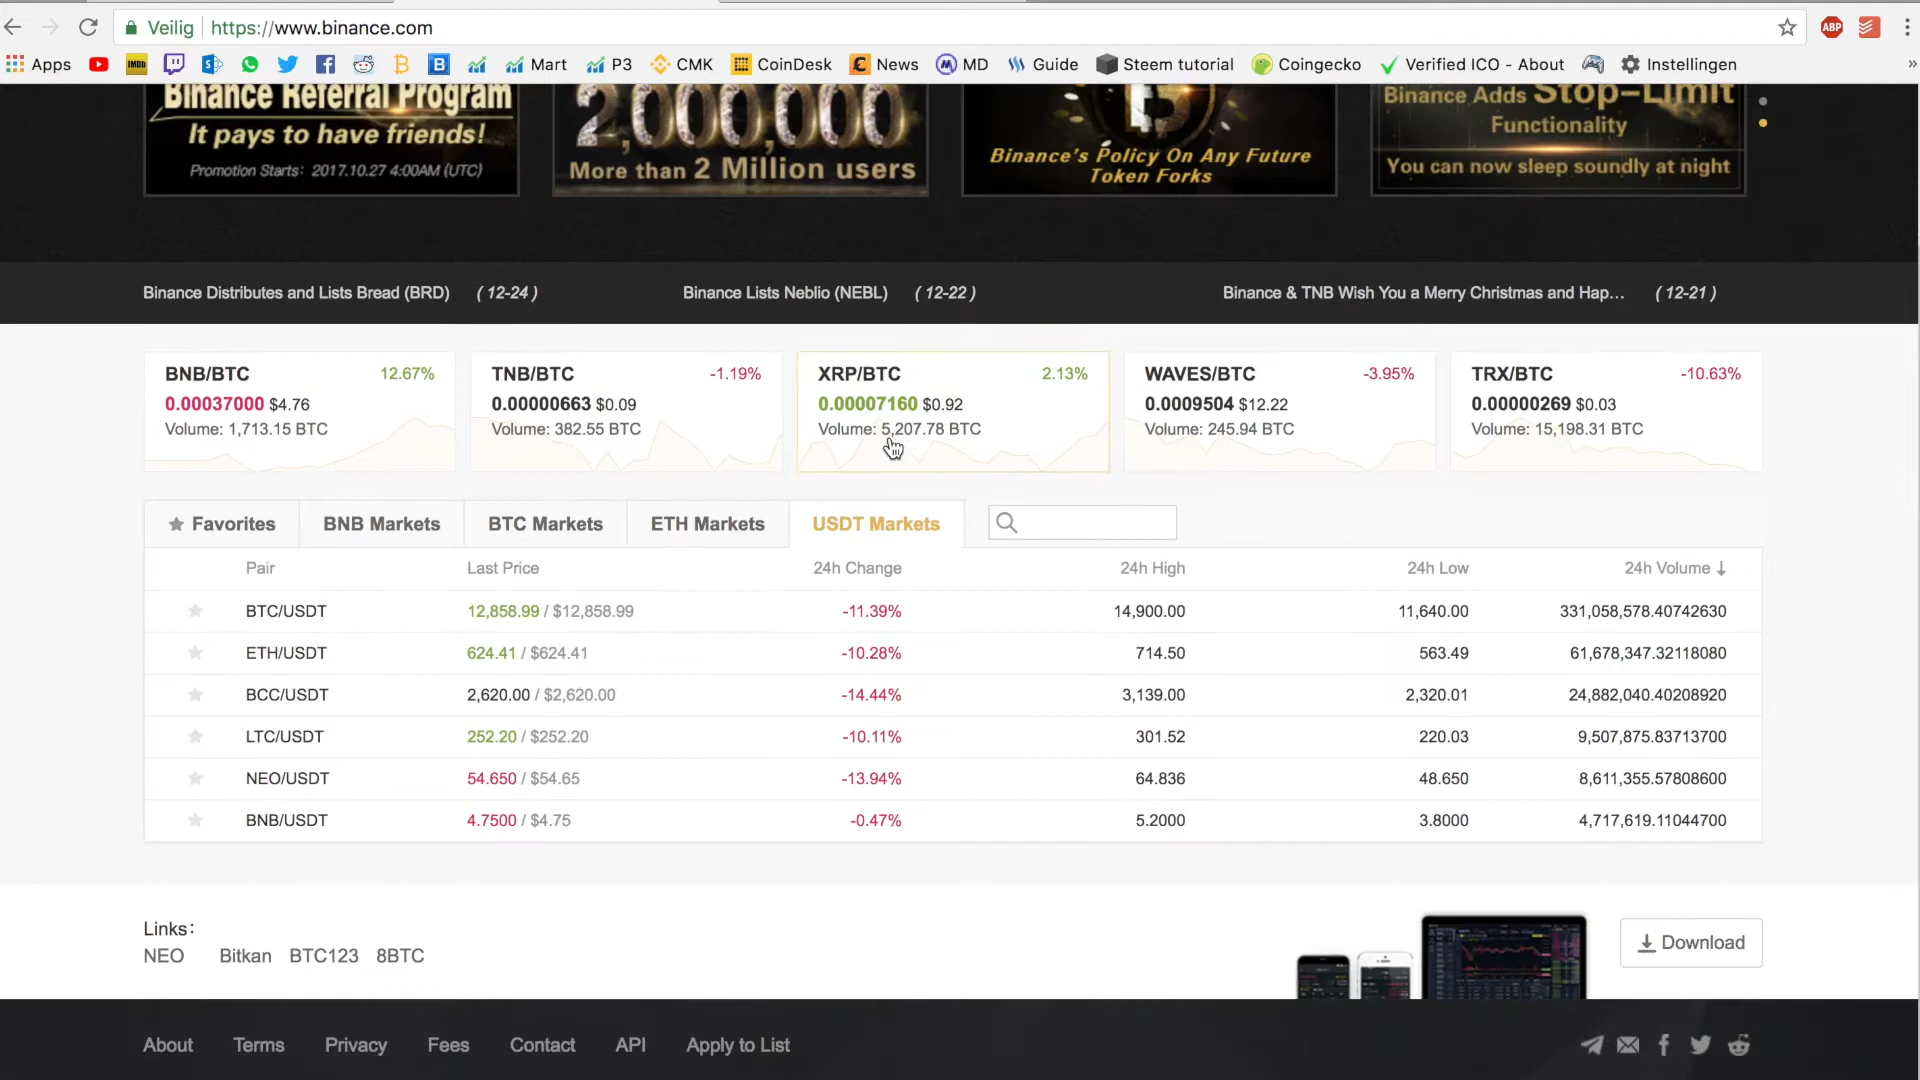 Veilig https://www.binance.com ABP
Apps IMDb S B Mart P3 CMK CoinDesk News MD Guide Steem tutorial Coingecko Verified ICO - About Instellingen »
Binance Referral Program
It pays to have friends!
Promotion Starts: 2017.10.27 4:00AM (UTC)
2,000,000
More than 2 Million users
Binance's Policy On Any Future
Token Forks
Binance Adds Stop-Limit
Functionality
You can now sleep soundly at night
Binance Distributes and Lists Bread (BRD) (12-24) Binance Lists Neblio (NEBL) (12-22) Binance & TNB Wish You a Merry Christmas and Hap... (12-21)
BNB/BTC 12.67%
0.00037000 $4.76
Volume: 1,713.15 BTC
TNB/BTC -1.19%
0.00000663 $0.09
Volume: 382.55 BTC
XRP/BTC 2.13%
0.00007160 $0.92
Volume: 5,207.78 BTC
WAVES/BTC -3.95%
0.0009504 $12.22
Volume: 245.94 BTC
TRX/BTC -10.63%
0.00000269 $0.03
Volume: 15,198.31 BTC
Favorites BNB Markets BTC Markets ETH Markets USDT Markets
Pair Last Price 24h Change 24h High 24h Low 24h Volume ↓
BTC/USDT 12,858.99 / $12,858.99 -11.39% 14,900.00 11,640.00 331,058,578.40742630
ETH/USDT 624.41 / $624.41 -10.28% 714.50 563.49 61,678,347.32118080
BCC/USDT 2,620.00 / $2,620.00 -14.44% 3,139.00 2,320.01 24,882,040.40208920
LTC/USDT 252.20 / $252.20 -10.11% 301.52 220.03 9,507,875.83713700
NEO/USDT 54.650 / $54.65 -13.94% 64.836 48.650 8,611,355.57808600
BNB/USDT 4.7500 / $4.75 -0.47% 5.2000 3.8000 4,717,619.11044700
Links:
NEO Bitkan BTC123 8BTC
Download
About Terms Privacy Fees Contact API Apply to List